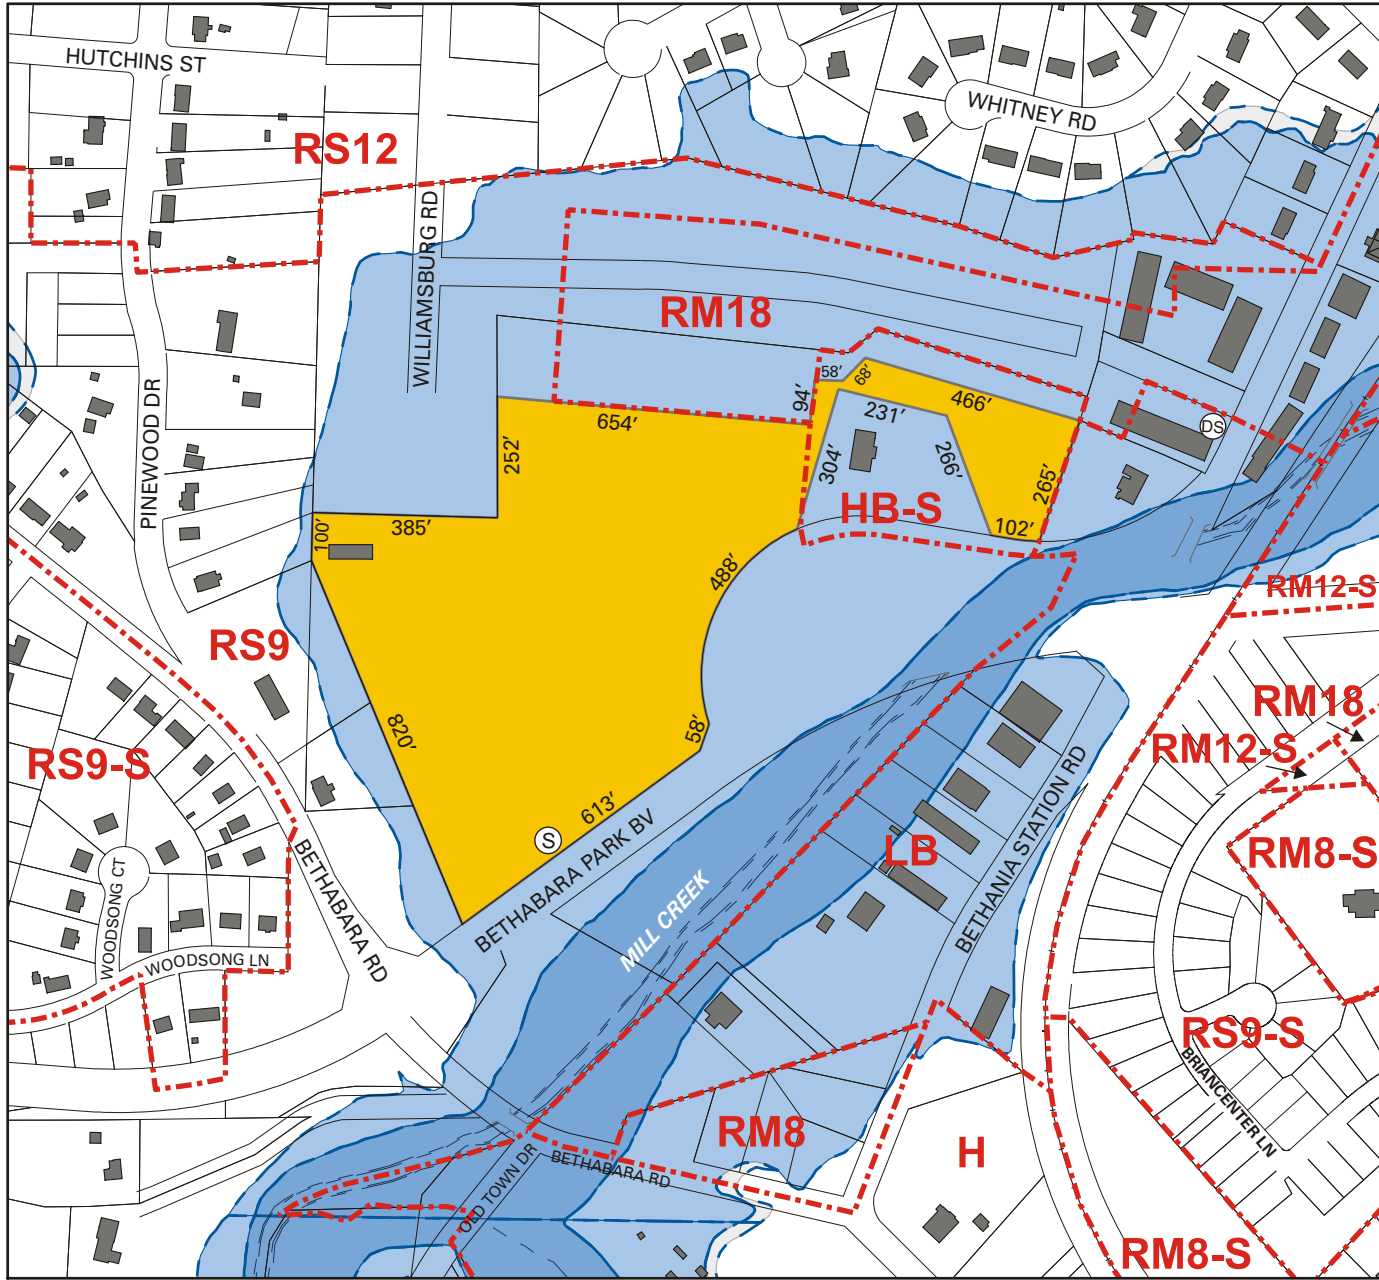 HUTCHINS ST
WHITNEY RD
RS12
WILLIAMSBURG RD
RM18
PINEWOOD DR
58′
68′
94′
466′
231′
654′
252′
304′
266′
265′
DS
HB-S
102′
100′
385′
488′
RM12-S
RS9
820′
58′
RM18
RM12-S
RS9-S
613′
S
BETHABARA PARK BV
BETHANIA STATION RD
LB
RM8-S
WOODSONG CT
BETHABARA RD
MILL CREEK
WOODSONG LN
RS9-S
BRIANCENTER LN
RM8
H
BETHABARA RD
OLD TOWN DR
RM8-S